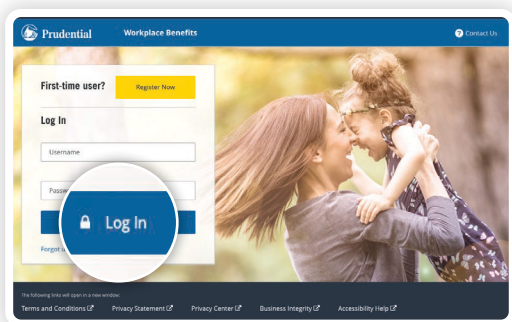 Prudential Workplace Benefits Contact Us
First-time user? Register Now
Log In
Username
Passw
Log In
Forgot
The following links will open in a new window:
Terms and Conditions Privacy Statement Privacy Center Business Integrity Accessibility Help